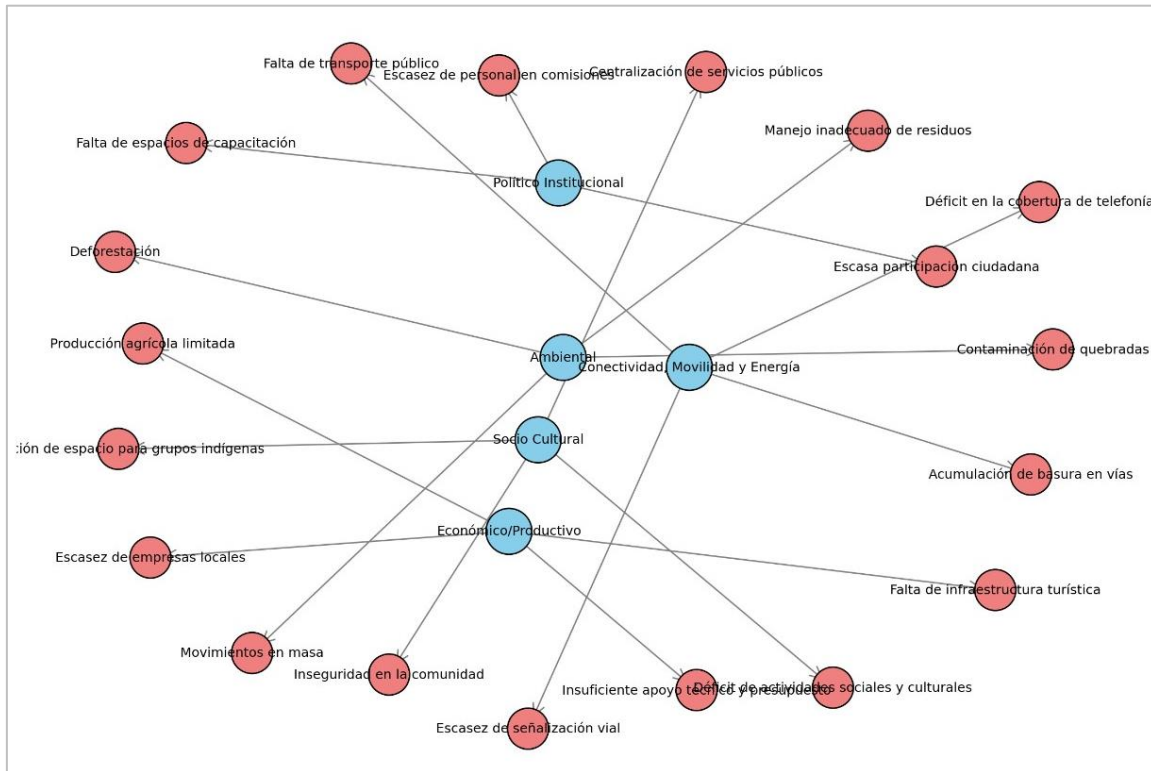 Falta de transporte público
Escasez de personal en comisiones
Centralización de servicios públicos
Manejo inadecuado de residuos
Falta de espacios de capacitación
Político Institucional
Déficit en la cobertura de telefonía
Deforestación
Escasa participación ciudadana
Producción agrícola limitada
Ambiental
Conectividad, Movilidad y Energía
Contaminación de quebradas
Socio Cultural
ción de espacio para grupos indígenas
Acumulación de basura en vías
Económico/Productivo
Escasez de empresas locales
Falta de infraestructura turística
Movimientos en masa
Inseguridad en la comunidad
Insuficiente apoyo técnico y presupuesto
Déficit de actividades sociales y culturales
Escasez de señalización vial